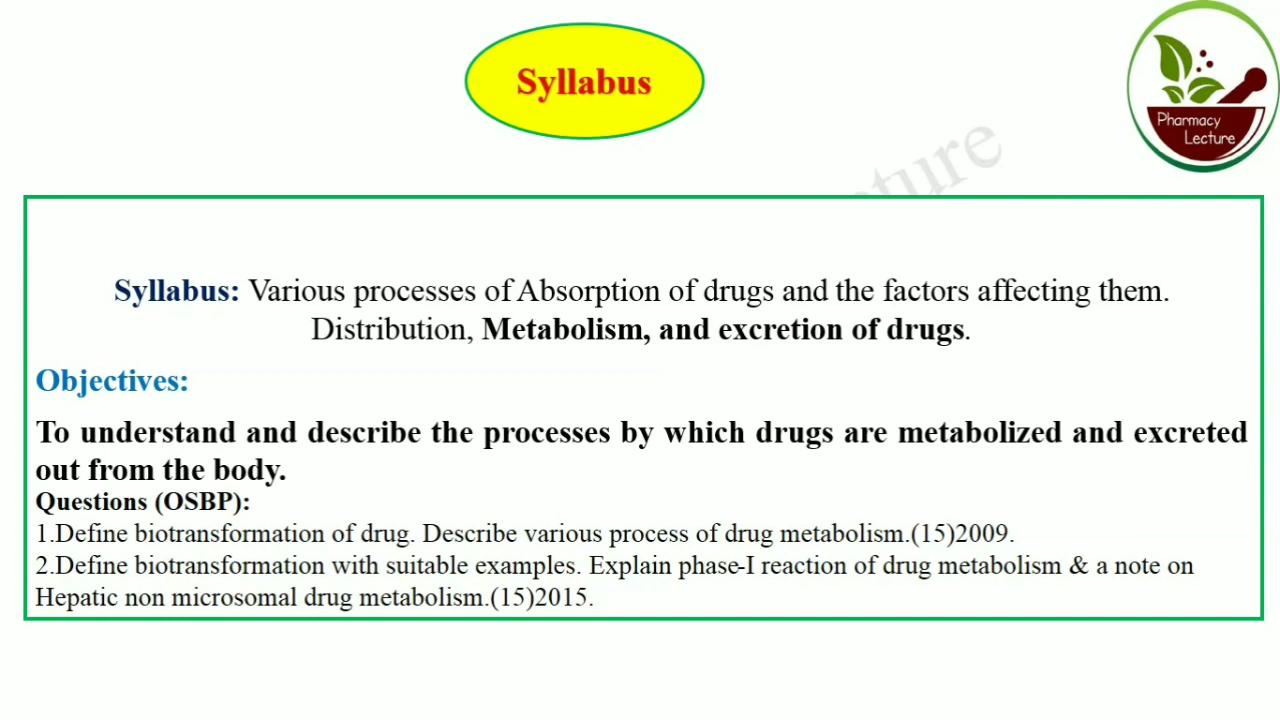 Syllabus
Pharmacy
Lecture
Syllabus: Various processes of Absorption of drugs and the factors affecting them.
Distribution, Metabolism, and excretion of drugs.
Objectives:
To understand and describe the processes by which drugs are metabolized and excreted
out from the body.
Questions (OSBP):
1.Define biotransformation of drug. Describe various process of drug metabolism.(15)2009.
2.Define biotransformation with suitable examples. Explain phase-I reaction of drug metabolism & a note on
Hepatic non microsomal drug metabolism.(15)2015.